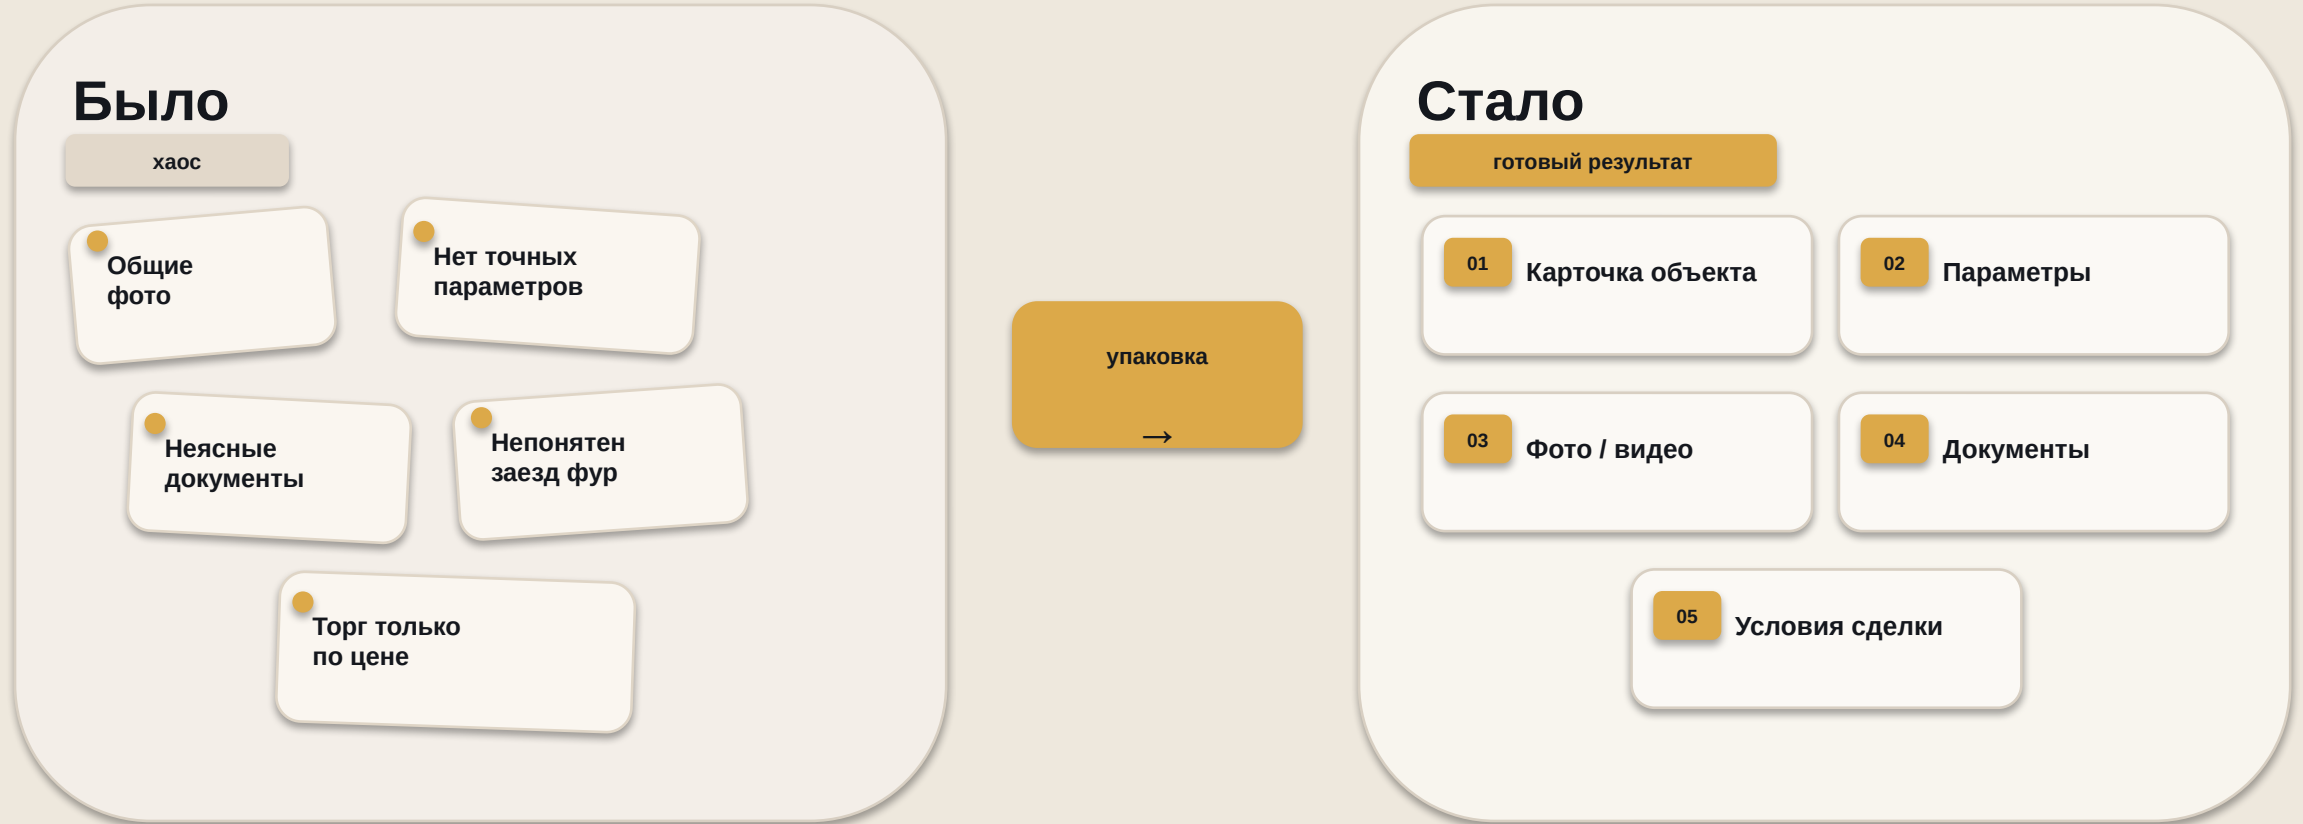 Было
хаос
Общие
фото
Нет точных
параметров
Неясные
документы
Непонятен
заезд фур
Торг только
по цене
упаковка
→
Стало
готовый результат
01
Карточка объекта
02
Параметры
03
Фото / видео
04
Документы
05
Условия сделки